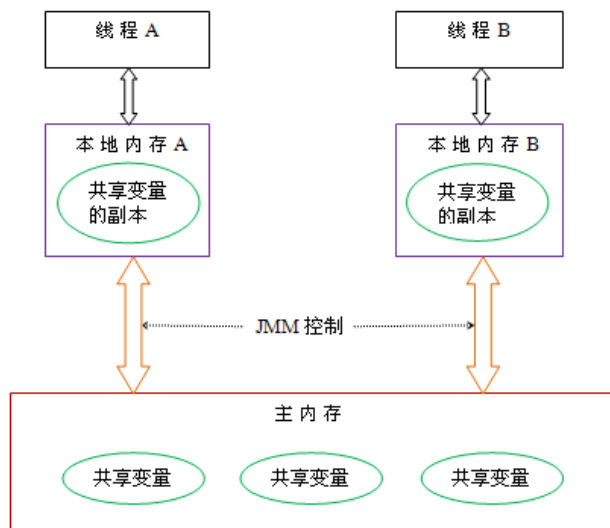 线程 A
线程 B
本地内存 A
本地内存 B
共享变量
的副本
共享变量
的副本
JMM 控制
主内存
共享变量
共享变量
共享变量